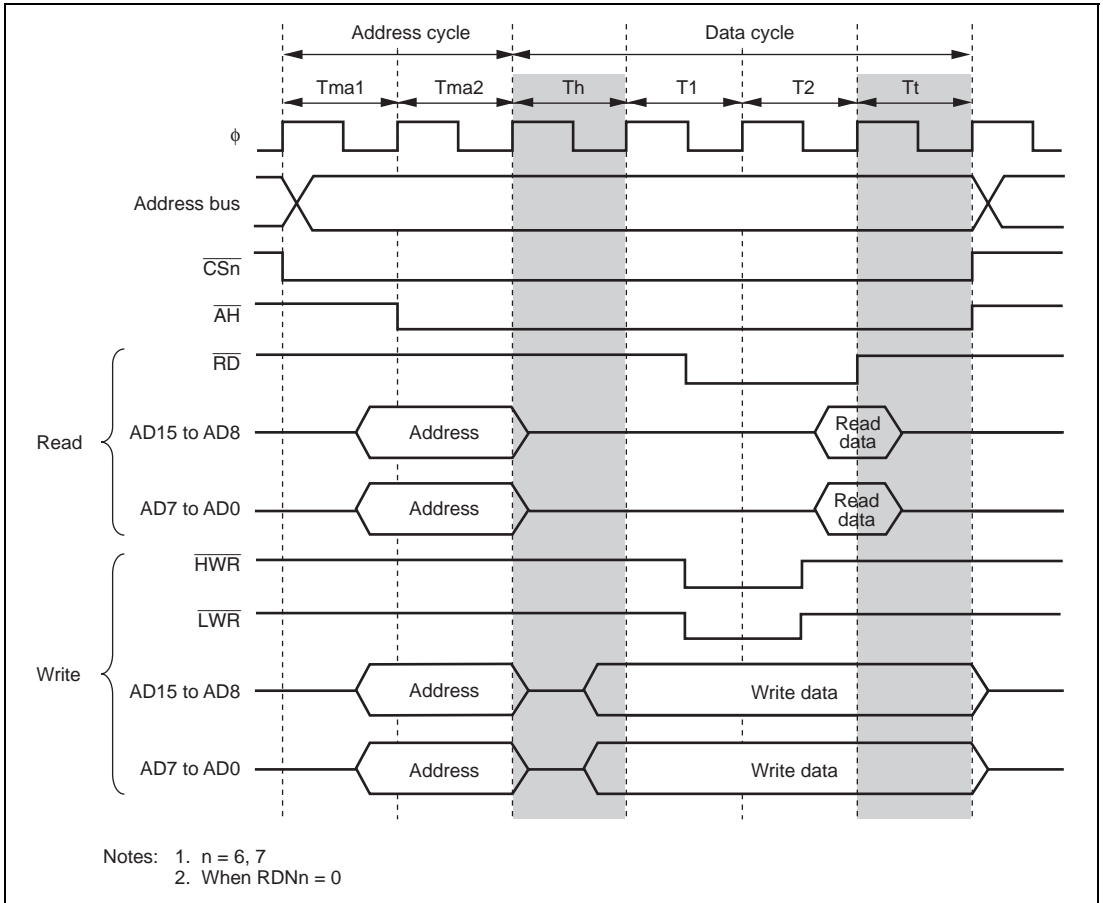 Address cycle Data cycle
Tma1 Tma2 Th T1 T2 Tt
ϕ
Address bus
CSn
AH
RD
Read
AD15 to AD8 Address Read data
AD7 to AD0 Address Read data
HWR
LWR
Write
AD15 to AD8 Address Write data
AD7 to AD0 Address Write data
Notes: 1. n = 6, 7
2. When RDNn = 0